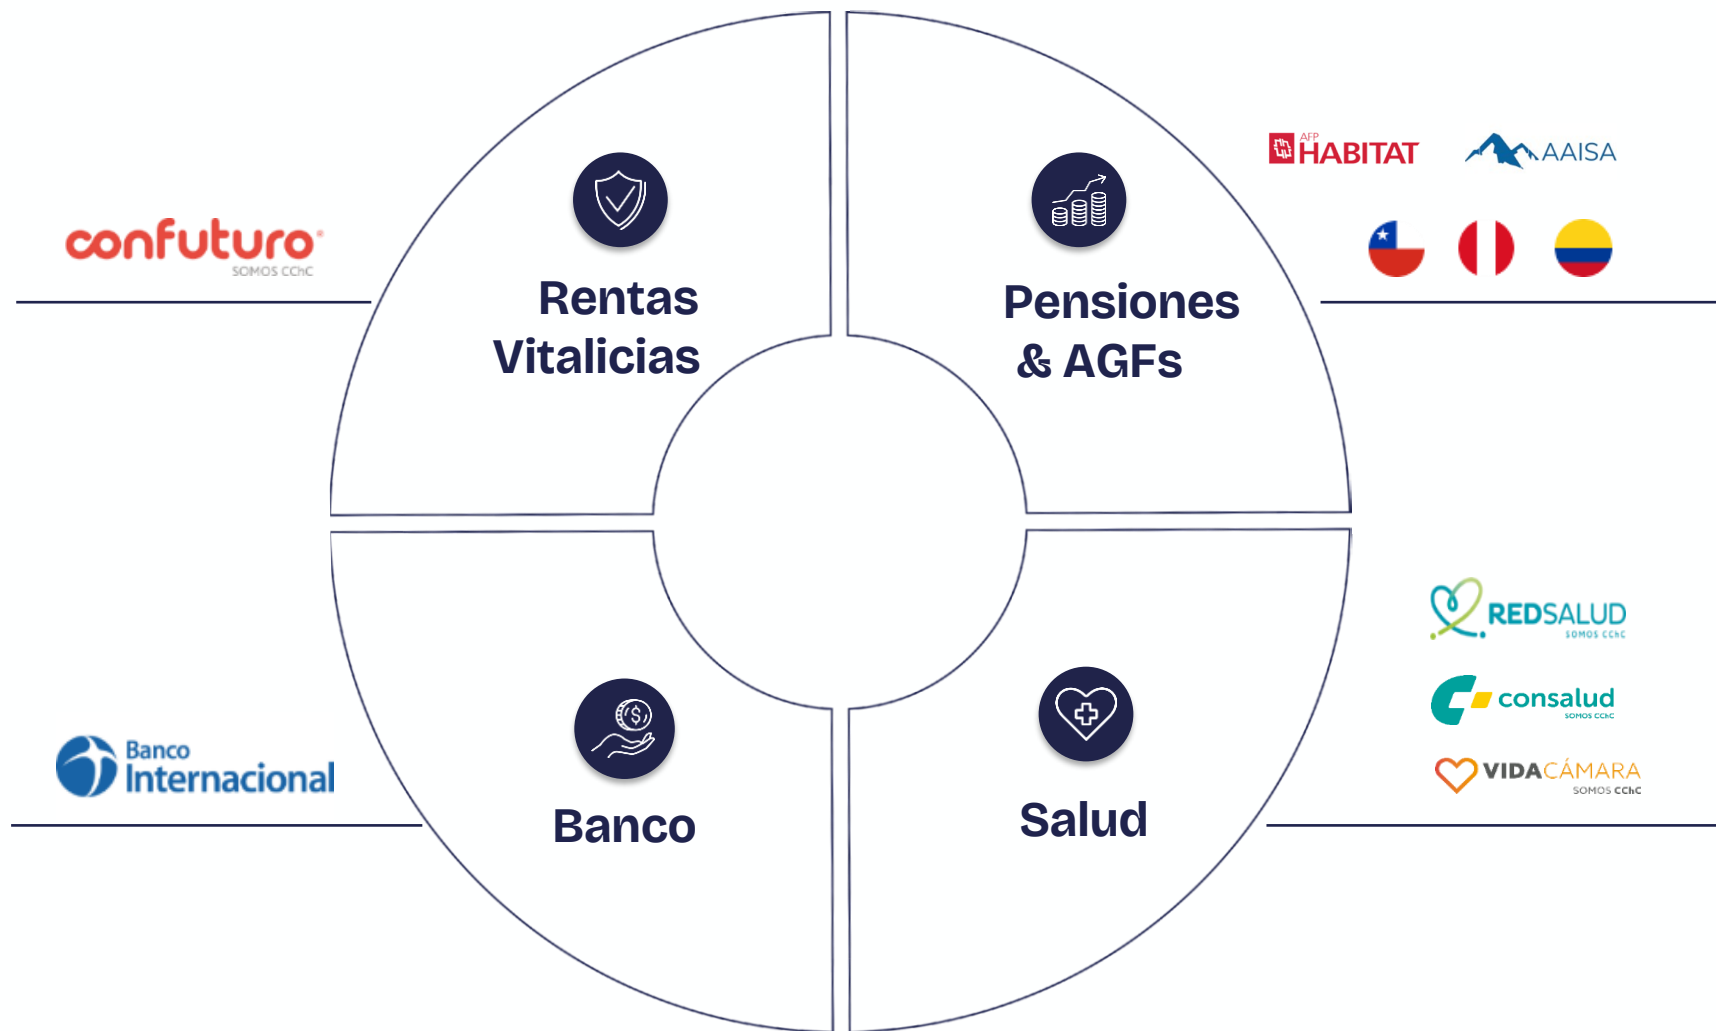 confuturo
SOMOS CChC
Rentas
Vitalicias
Pensiones
& AGFs
AFP
HABITAT
AAISA
Banco
Internacional
Banco
Salud
REDSALUD
SOMOS CChC
consalud
SOMOS CChC
VIDACÁMARA
SOMOS CChC